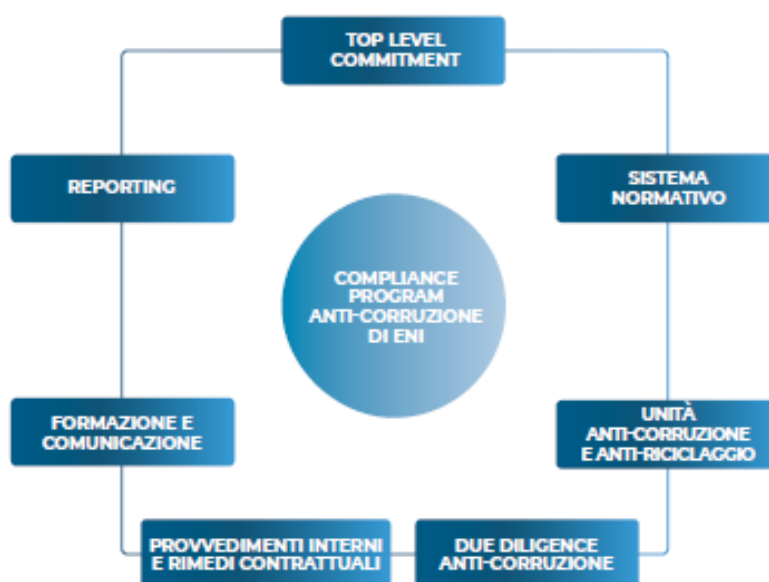 TOP LEVEL
COMMITMENT
REPORTING
SISTEMA
NORMATIVO
COMPLIANCE
PROGRAM
ANTI-CORRUZIONE
DI ENI
FORMAZIONE E
COMUNICAZIONE
UNITÀ
ANTI-CORRUZIONE
E ANTI-RICICLAGGIO
PROVVEDIMENTI INTERNI
E RIMEDI CONTRATTUALI
DUE DILIGENCE
ANTI-CORRUZIONE